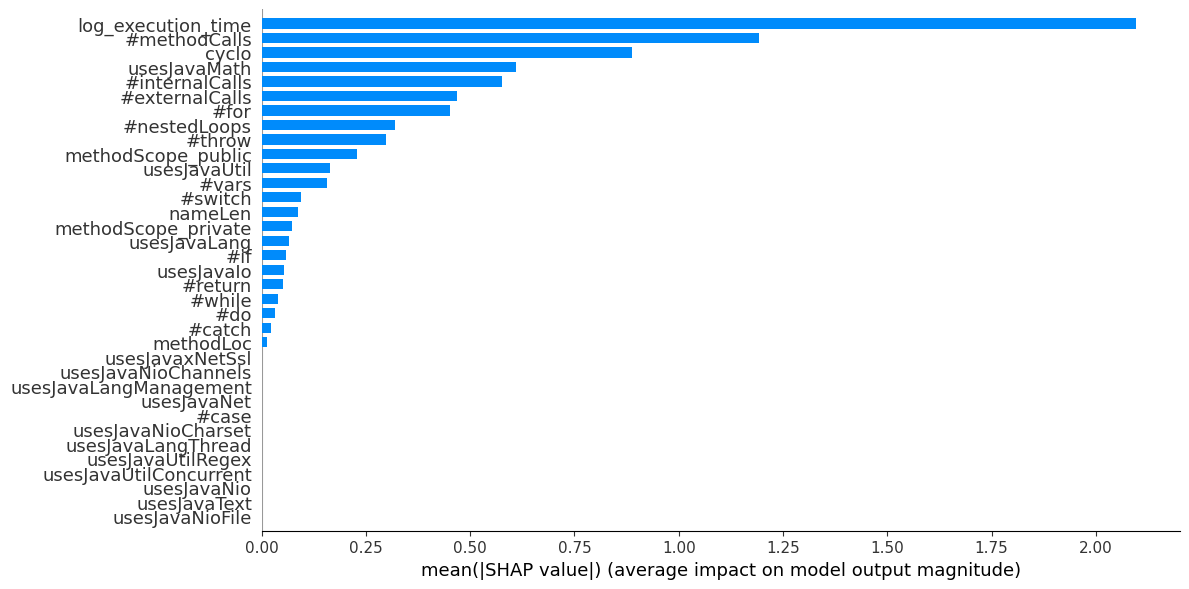 log_execution_time
#methodCalls
cyclo
usesJavaMath
#internalCalls
#externalCalls
#for
#nestedLoops
#throw
methodScope_public
usesJavaUtil
#vars
#switch
nameLen
methodScope_private
usesJavaLang
#if
usesJavaIo
#return
#while
#do
#catch
methodLoc
usesJavaxNetSsl
usesJavaNioChannels
usesJavaLangManagement
usesJavaNet
#case
usesJavaNioCharset
usesJavaLangThread
usesJavaUtilRegex
usesJavaUtilConcurrent
usesJavaNio
usesJavaText
usesJavaNioFile
0.00 0.25 0.50 0.75 1.00 1.25 1.50 1.75 2.00
mean(|SHAP value|) (average impact on model output magnitude)